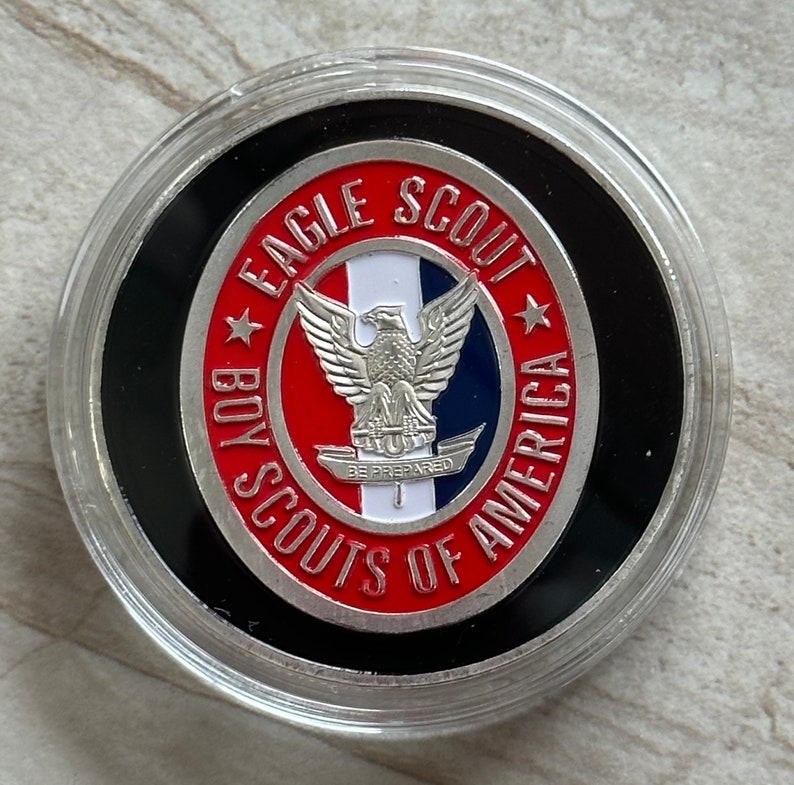 EAGLE SCOUT
BE PREPARED
BOY SCOUTS OF AMERICA